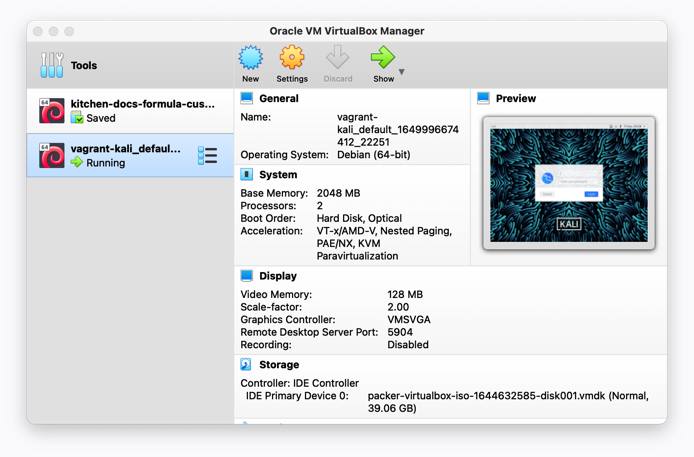 Oracle VM VirtualBox Manager
Tools
New
Settings
Discard
Show
64
kitchen-docs-formula-cus...
Saved
64
vagrant-kali_defaul...
Running
General
Name:
vagrant-
kali_default_1649996674
412_22251
Operating System: Debian (64-bit)
System
Base Memory: 2048 MB
Processors: 2
Boot Order: Hard Disk, Optical
Acceleration: VT-x/AMD-V, Nested Paging,
PAE/NX, KVM
Paravirtualization
Preview
KALI
Display
Video Memory: 128 MB
Scale-factor: 2.00
Graphics Controller: VMSVGA
Remote Desktop Server Port: 5904
Recording: Disabled
Storage
Controller: IDE Controller
IDE Primary Device 0: packer-virtualbox-iso-1644632585-disk001.vmdk (Normal,
39.06 GB)